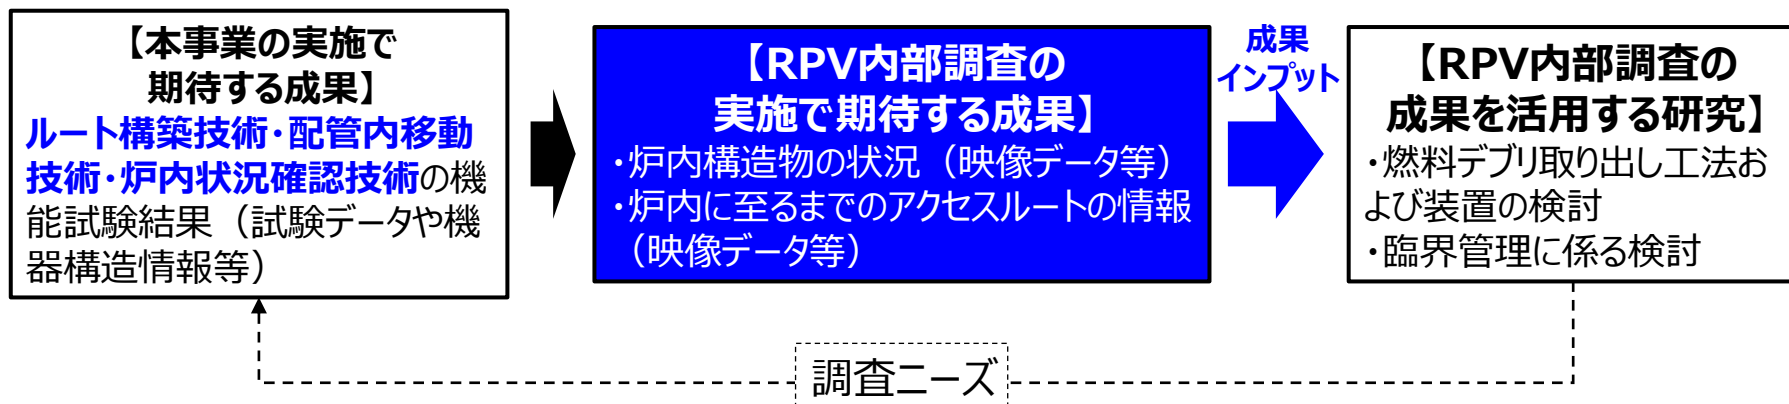 【本事業の実施で
期待する成果】
ルート構築技術・配管内移動
技術・炉内状況確認技術の機
能試験結果（試験データや機
器構造情報等）
【RPV内部調査の
実施で期待する成果】
・炉内構造物の状況（映像データ等）
・炉内に至るまでのアクセスルートの情報
（映像データ等）
成果
インプット
【RPV内部調査の
成果を活用する研究】
・燃料デブリ取り出し工法お
よび装置の検討
・臨界管理に係る検討
調査ニーズ